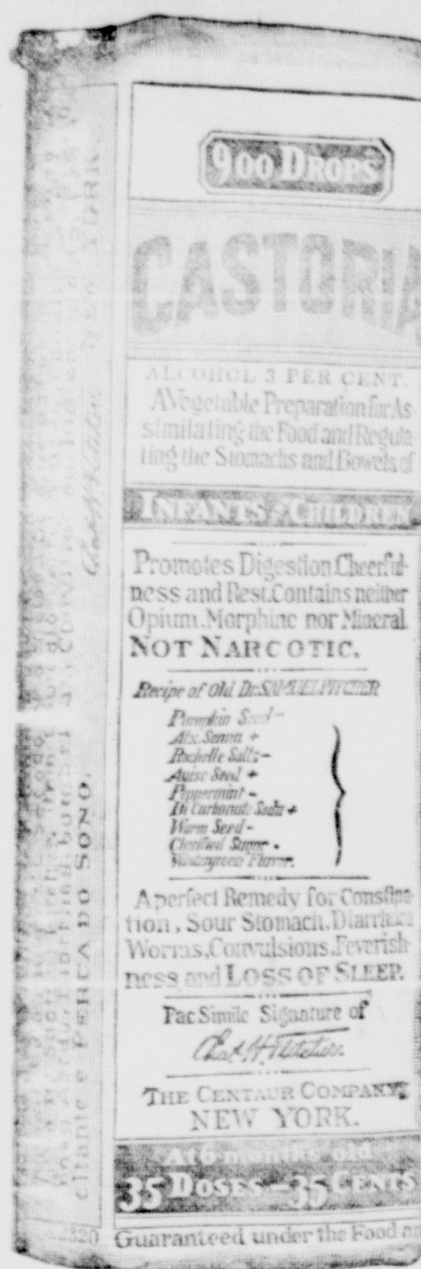 900 DROPS
CASTORIA
ALCOHOL 3 PER CENT.
A Vegetable Preparation for As-
similating the Food and Regula-
ting the Stomachs and Bowels of
INFANTS & CHILDREN
Promotes Digestion. Cheerful-
ness and Rest. Contains neither
Opium. Morphine nor Mineral.
NOT NARCOTIC.
Recipe of Old Dr. SAMUEL PITCHER
Pumpkin Seed -
Alx. Senna +
Rochelle Salts -
Anise Seed +
Peppermint -
Bi Carbonate Soda +
Worm Seed -
Clarified Sugar .
Wintergreen Flavor.
A perfect Remedy for Constipa-
tion, Sour Stomach, Diarrhoea
Worms, Convulsions, Feverish-
ness and LOSS OF SLEEP.
Fac Simile Signature of
Chas H Fletcher.
THE CENTAUR COMPANY,
NEW YORK.
At 6 months old
35 DOSES - 35 CENTS
Guaranteed under the Food an
NEW YORK
Chas H Fletcher
PERCA DO SONO.